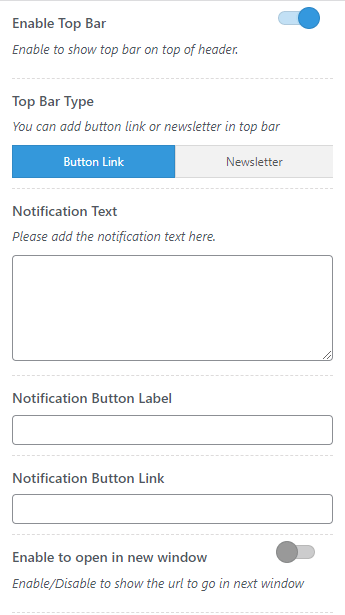 Enable Top Bar
Enable to show top bar on top of header.
Top Bar Type
You can add button link or newsletter in top bar
Button Link
Newsletter
Notification Text
Please add the notification text here.
Notification Button Label
Notification Button Link
Enable to open in new window
Enable/Disable to show the url to go in next window